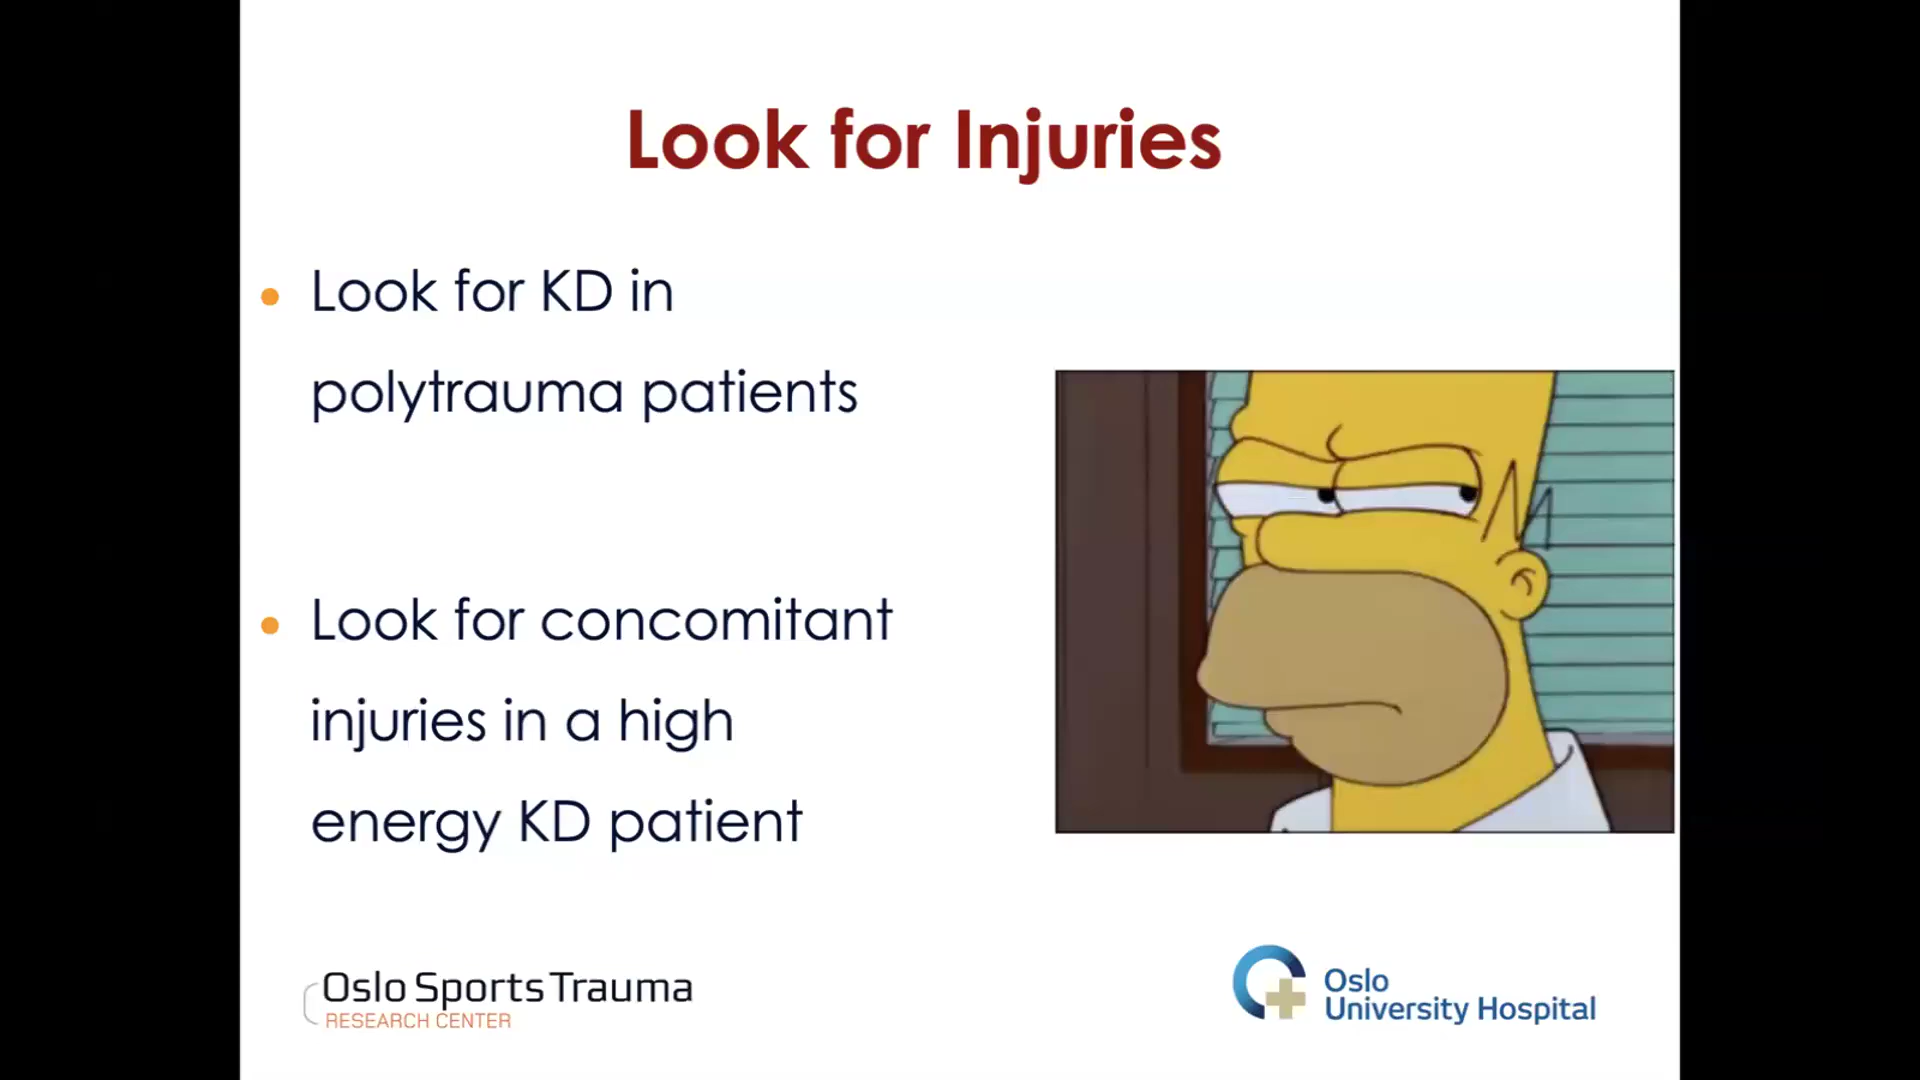 Look for Injuries
Look for KD in
polytrauma patients
Look for concomitant
injuries in a high
energy KD patient
Oslo Sports Trauma
RESEARCH CENTER
Oslo
University Hospital